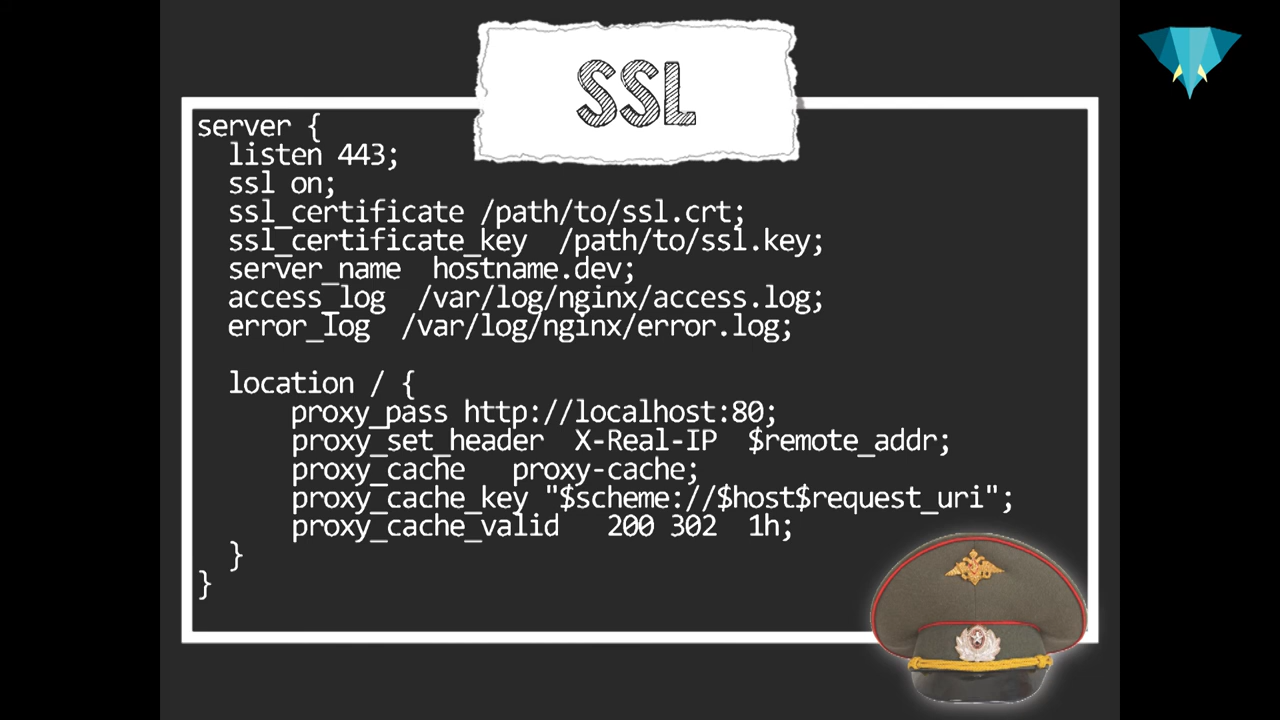 SSL
server {
  listen 443;
  ssl on;
  ssl_certificate /path/to/ssl.crt;
  ssl_certificate_key  /path/to/ssl.key;
  server_name  hostname.dev;
  access_log  /var/log/nginx/access.log;
  error_log  /var/log/nginx/error.log;

  location / {
      proxy_pass http://localhost:80;
      proxy_set_header  X-Real-IP  $remote_addr;
      proxy_cache   proxy-cache;
      proxy_cache_key "$scheme://$host$request_uri";
      proxy_cache_valid   200 302  1h;
  }
}